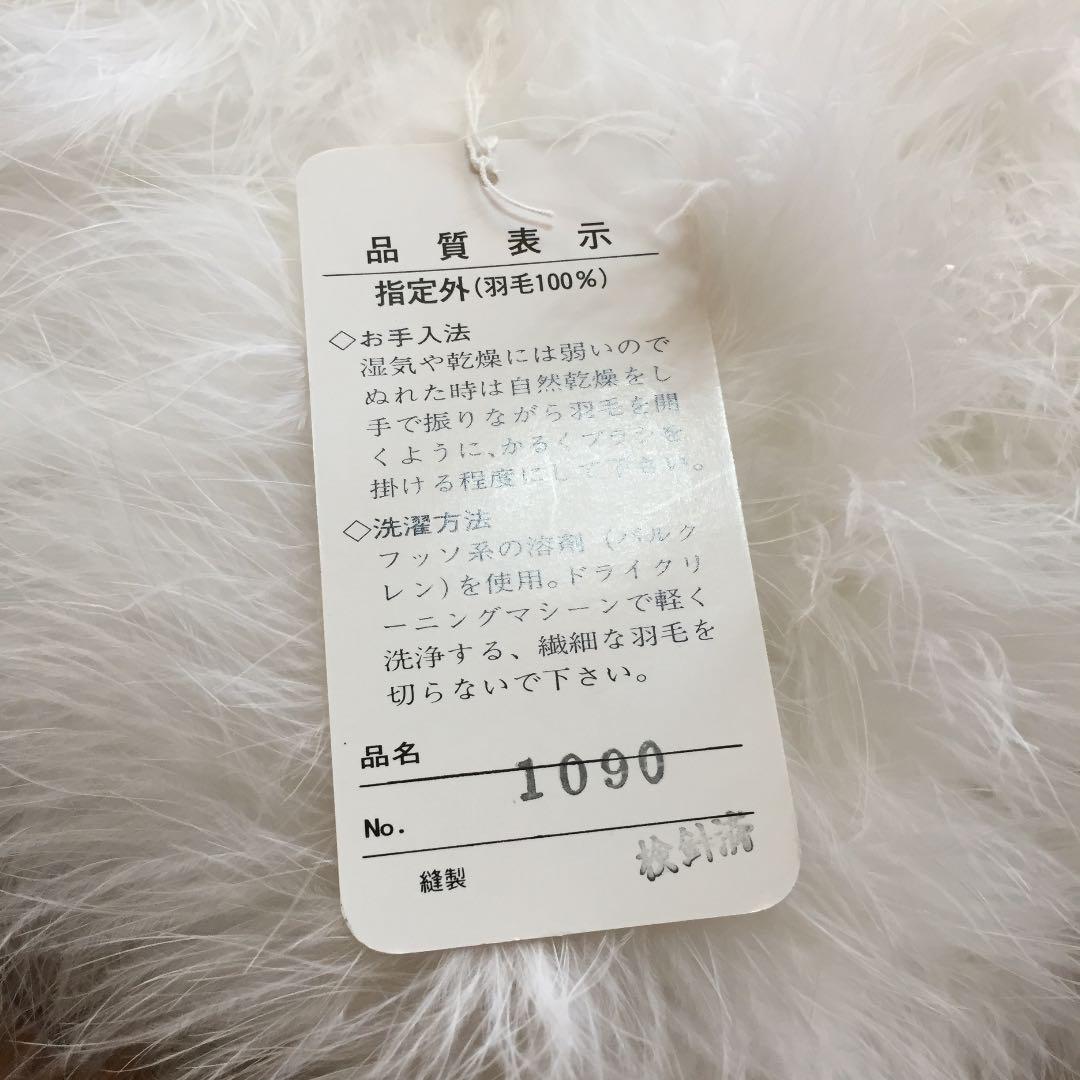 品質表示
指定外(羽毛100%)
◇お手入法
湿気や乾燥には弱いので
ぬれた時は自然乾燥をし
手で振りながら羽毛を開
くように、かるくブラシを
掛ける程度にして下さい。
◇洗濯方法
フッソ系の溶剤(バルク
レン)を使用。ドライクリ
ーニングマシーンで軽く
洗浄する、繊細な羽毛を
切らないで下さい。
品名
1090
No.
検針済
縫製